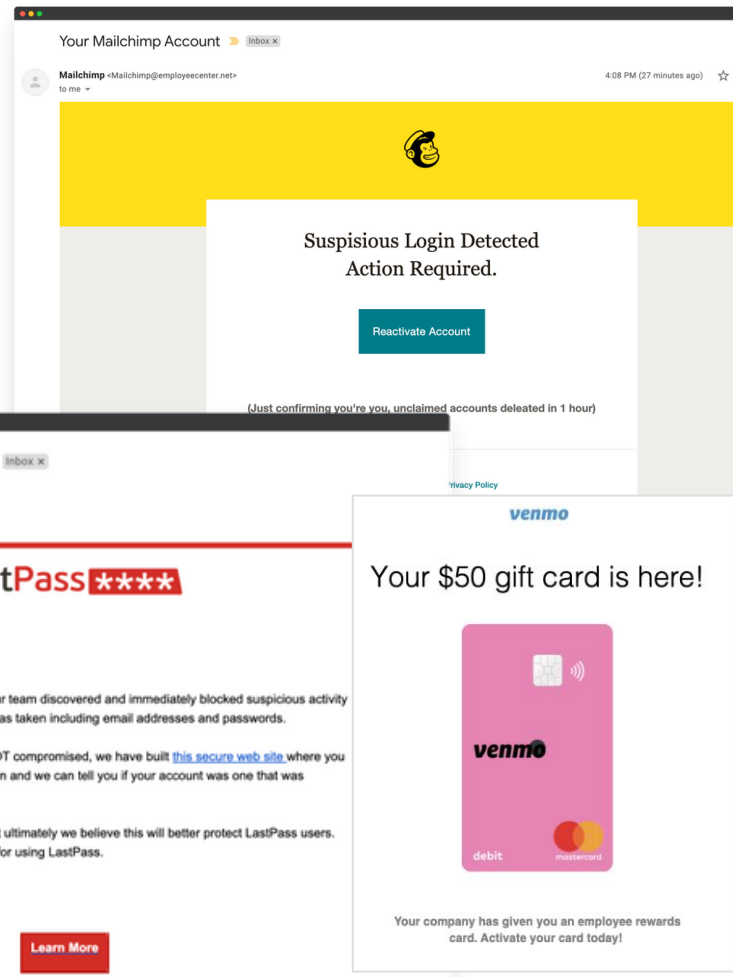 Your Mailchimp Account Inbox x
Mailchimp <Mailchimp@employeecenter.net> 4:08 PM (27 minutes ago)
to me
Suspisious Login Detected
Action Required.
Reactivate Account
(Just confirming you're you, unclaimed accounts deleated in 1 hour)
Privacy Policy
Inbox x
tPass ****
r team discovered and immediately blocked suspicious activity
as taken including email addresses and passwords.
OT compromised, we have built this secure web site where you
n and we can tell you if your account was one that was
t ultimately we believe this will better protect LastPass users.
for using LastPass.
Learn More
venmo
Your $50 gift card is here!
venmo
debit mastercard
Your company has given you an employee rewards
card. Activate your card today!